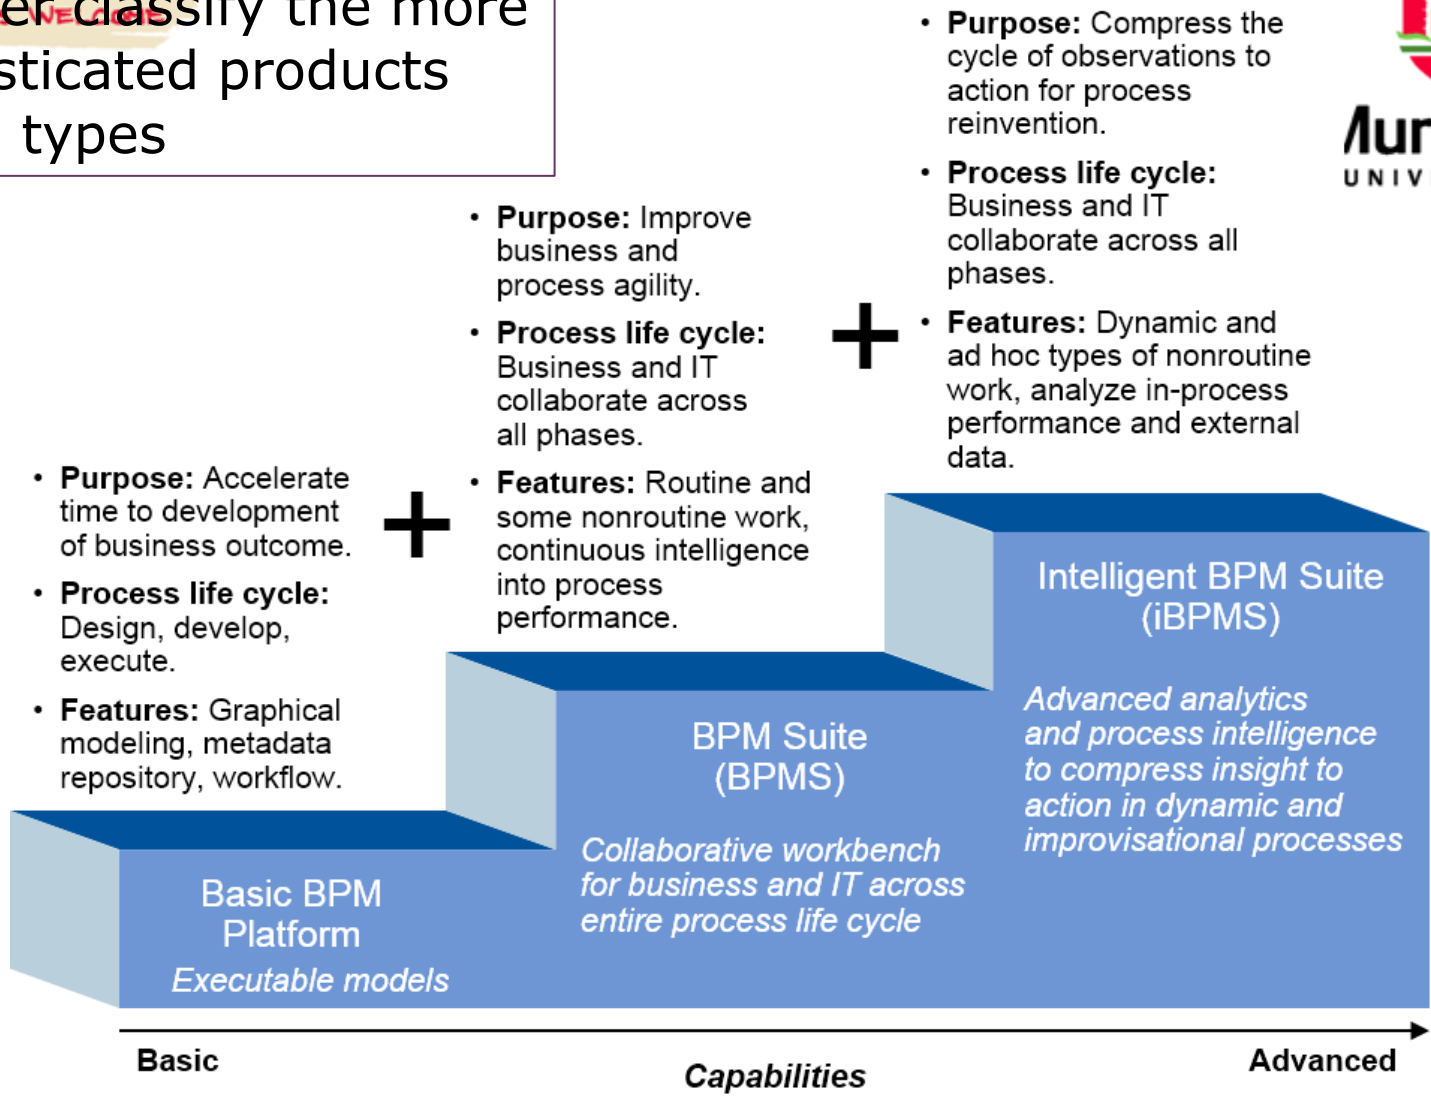 classify the more
products
types
WELCOME
• Purpose: Accelerate
time to development
of business outcome.
• Process life cycle:
Design, develop,
execute.
• Features: Graphical
modeling, metadata
repository, workflow.
+
• Purpose: Improve
business and
process agility.
• Process life cycle:
Business and IT
collaborate across
all phases.
• Features: Routine and
some nonroutine work,
continuous intelligence
into process
performance.
+
• Purpose: Compress the
cycle of observations to
action for process
reinvention.
• Process life cycle:
Business and IT
collaborate across all
phases.
• Features: Dynamic and
ad hoc types of nonroutine
work, analyze in-process
performance and external
data.
Basic BPM
Platform
Executable models
BPM Suite
(BPMS)
Collaborative workbench
for business and IT across
entire process life cycle
Intelligent BPM Suite
(iBPMS)
Advanced analytics
and process intelligence
to compress insight to
action in dynamic and
improvisational processes
Basic
Capabilities
Advanced